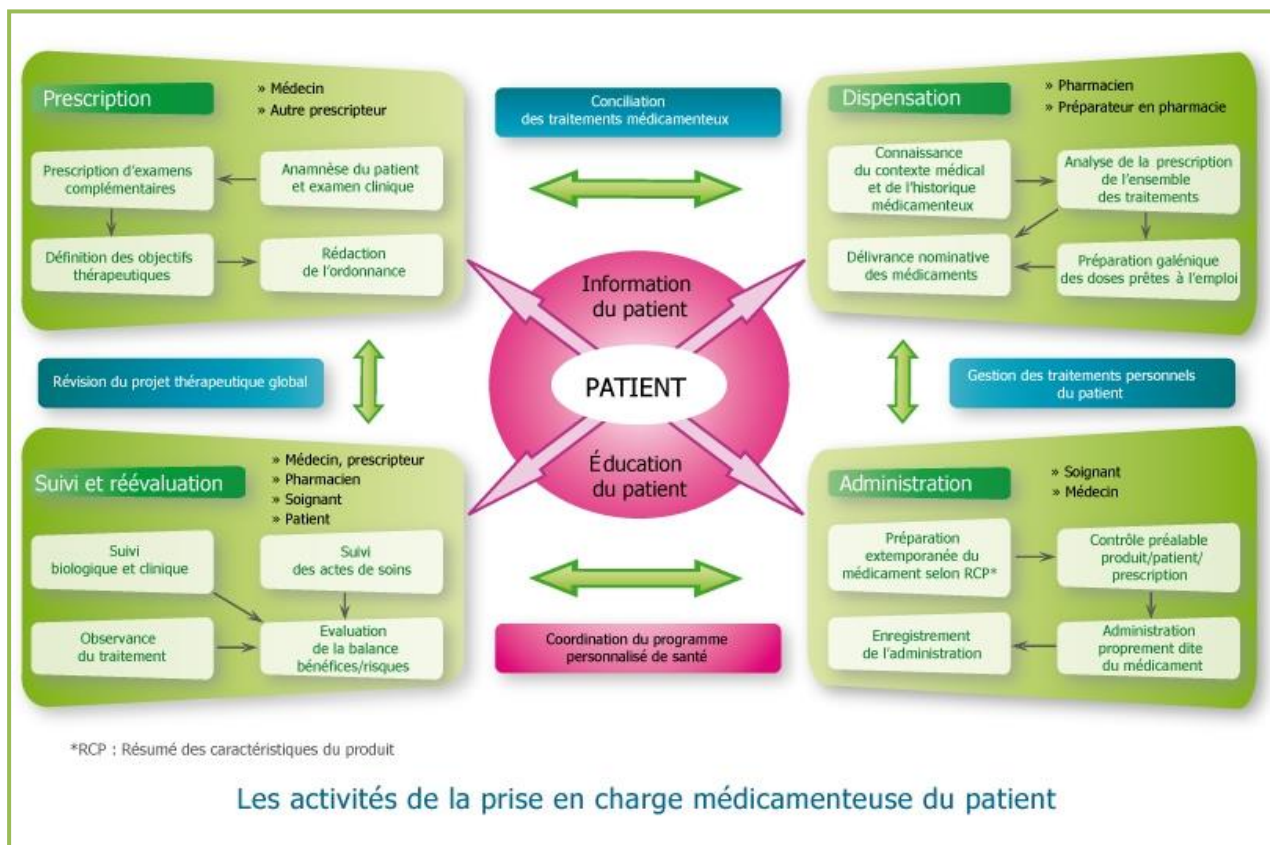 Prescription
» Médecin
» Autre prescripteur
Prescription d'examens
complémentaires
Anamnèse du patient
et examen clinique
Définition des objectifs
thérapeutiques
Rédaction
de l'ordonnance
Conciliation
des traitements médicamenteux
Dispensation
» Pharmacien
» Préparateur en pharmacie
Connaissance
du contexte médical
et de l'historique
médicamenteux
Analyse de la prescription
de l'ensemble
des traitements
Délivrance nominative
des médicaments
Préparation galénique
des doses prêtes à l'emploi
Information
du patient
PATIENT
Éducation
du patient
Révision du projet thérapeutique global
Gestion des traitements personnels
du patient
Suivi et réévaluation
» Médecin, prescripteur
» Pharmacien
» Soignant
» Patient
Suivi
biologique et clinique
Suivi
des actes de soins
Observance
du traitement
Evaluation
de la balance
bénéfices/risques
Coordination du programme
personnalisé de santé
Administration
» Soignant
» Médecin
Préparation
extemporanée du
médicament selon RCP*
Contrôle préalable
produit/patient/
prescription
Enregistrement
de l'administration
Administration
proprement dite
du médicament
*RCP : Résumé des caractéristiques du produit
Les activités de la prise en charge médicamenteuse du patient